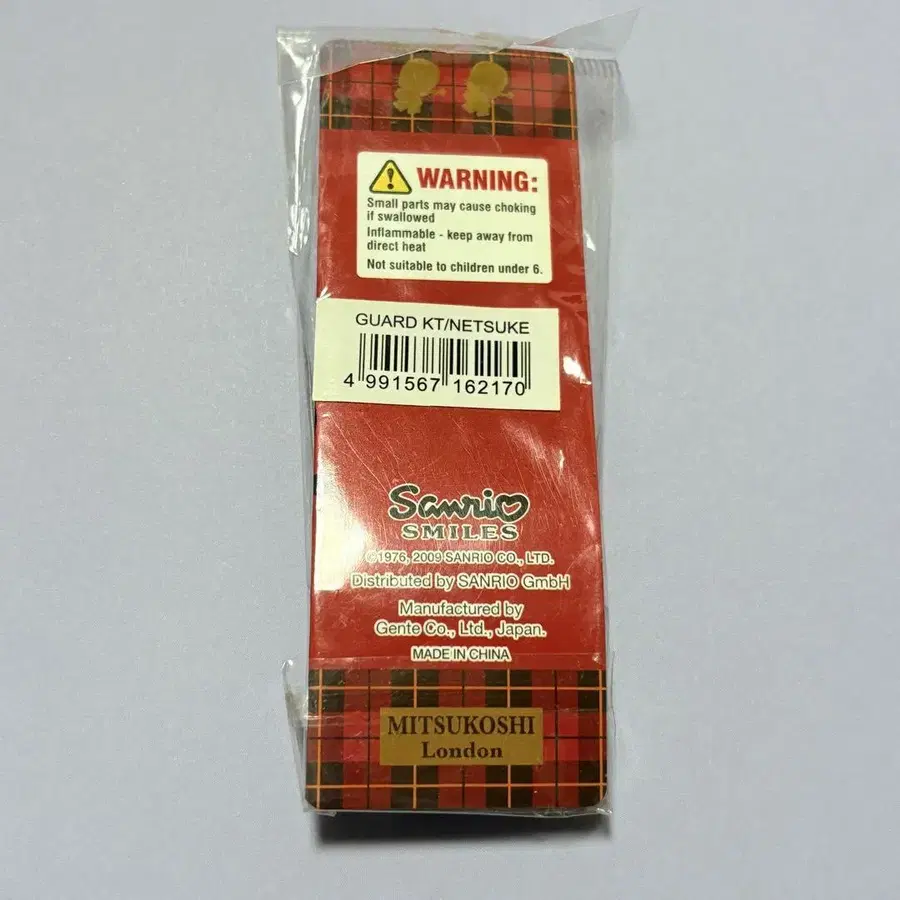 WARNING:
Small parts may cause choking
if swallowed
Inflammable - keep away from
direct heat
Not suitable to children under 6.
GUARD KT/NETSUKE
4 991567 162170
Sanrio
SMILES
©1976, 2009 SANRIO CO., LTD.
Distributed by SANRIO GmbH
Manufactured by
Gente Co., Ltd., Japan.
MADE IN CHINA
MITSUKOSHI
London